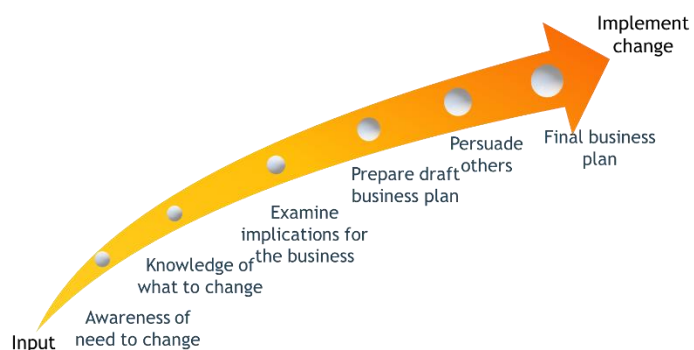 Implement
change
Final business
plan
Persuade
others
Prepare draft
business plan
Examine
implications for
the business
Knowledge of
what to change
Awareness of
need to change
Input